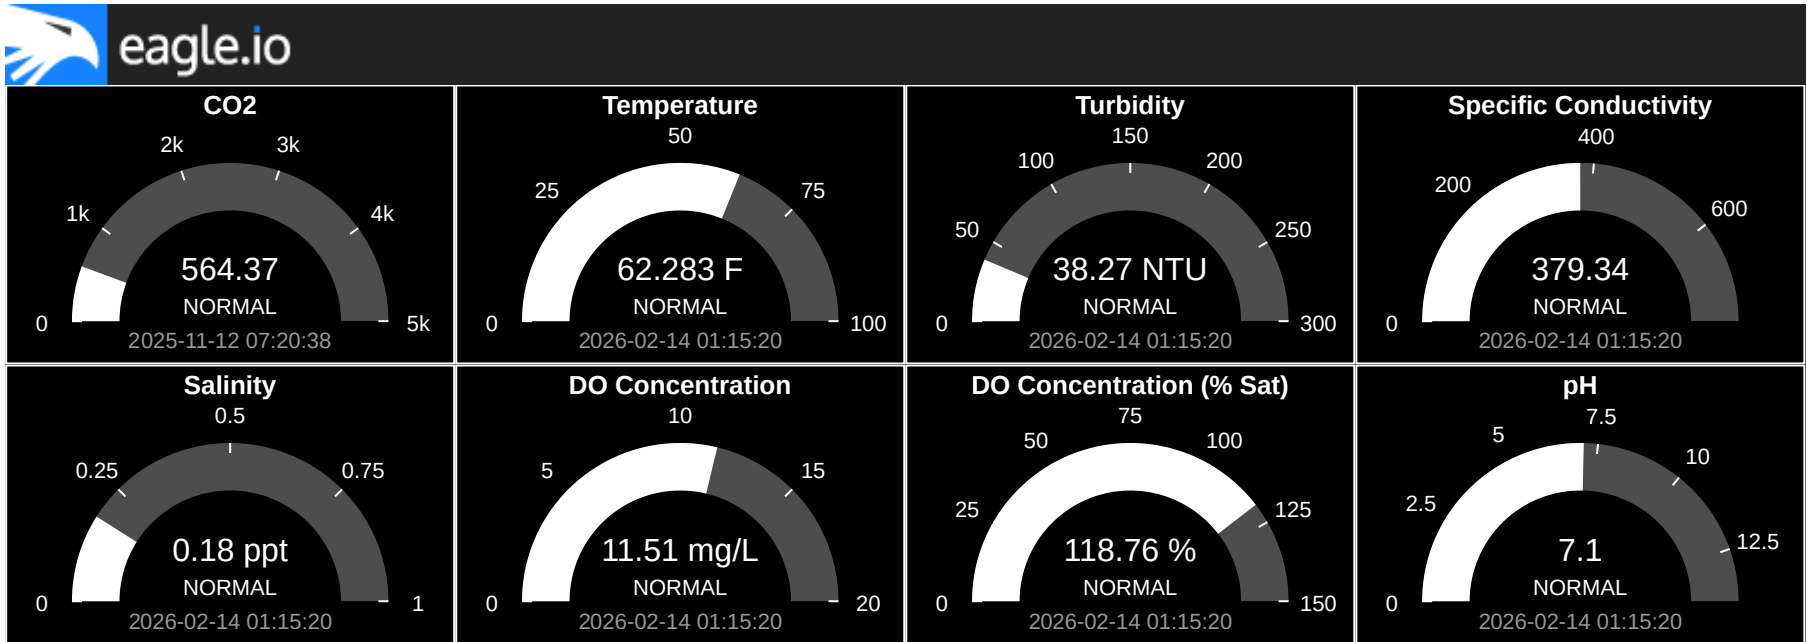 eagle.io
CO2
0
1k
2k
3k
4k
5k
564.37
NORMAL
2025-11-12 07:20:38
Temperature
0
25
50
75
100
62.283 F
NORMAL
2026-02-14 01:15:20
Turbidity
0
50
100
150
200
250
300
38.27 NTU
NORMAL
2026-02-14 01:15:20
Specific Conductivity
0
200
400
600
379.34
NORMAL
2026-02-14 01:15:20
Salinity
0
0.25
0.5
0.75
1
0.18 ppt
NORMAL
2026-02-14 01:15:20
DO Concentration
0
5
10
15
20
11.51 mg/L
NORMAL
2026-02-14 01:15:20
DO Concentration (% Sat)
0
25
50
75
100
125
150
118.76 %
NORMAL
2026-02-14 01:15:20
pH
0
2.5
5
7.5
10
12.5
7.1
NORMAL
2026-02-14 01:15:20